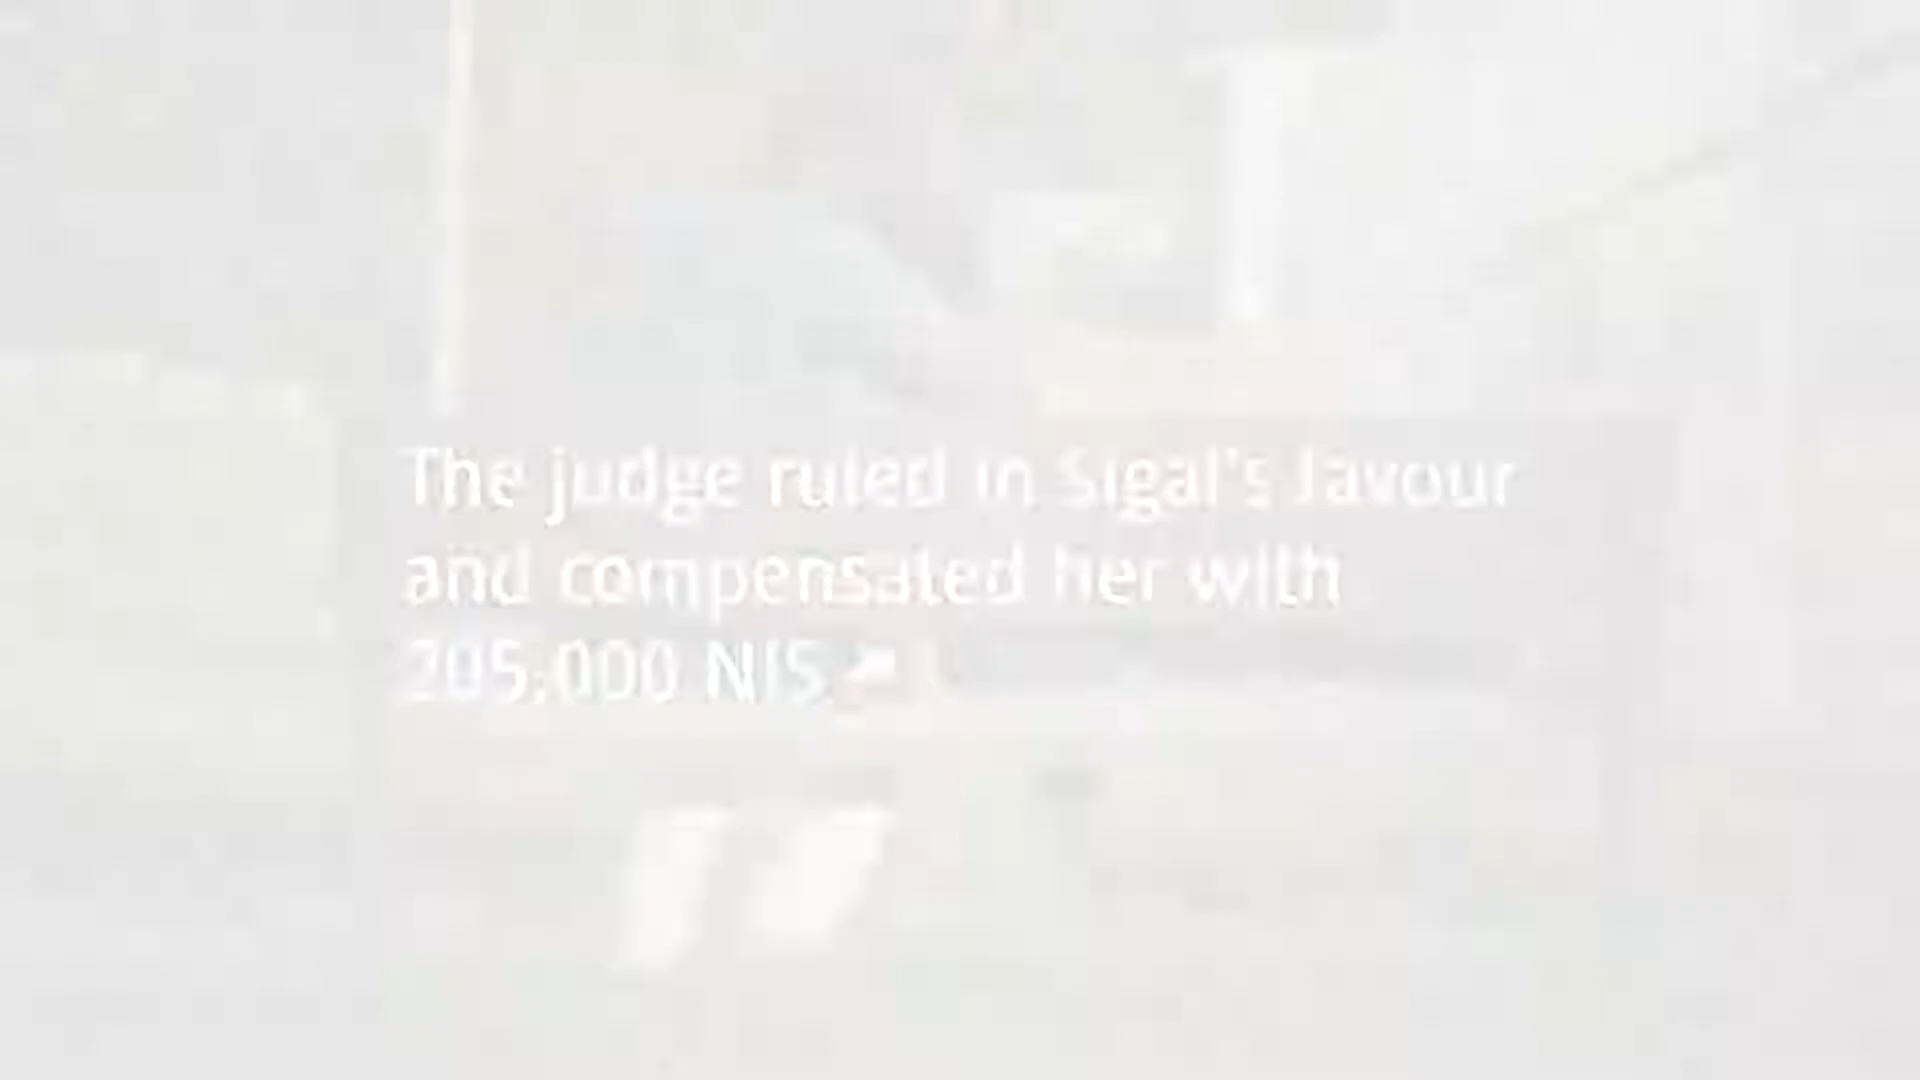 The judge ruled in Sigal's favour
and compensated her with
205,000 NIS